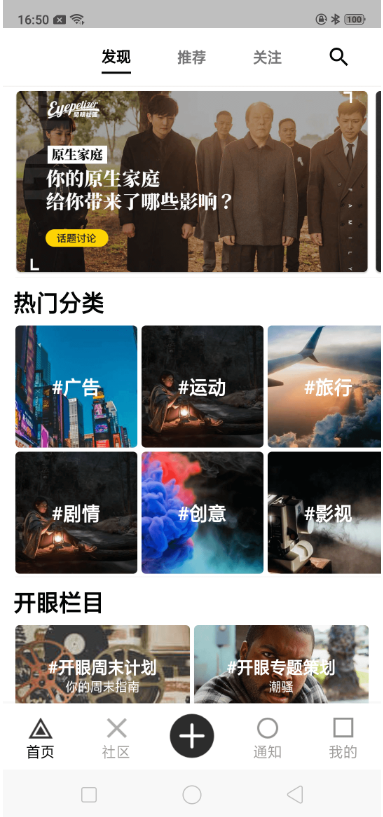 16:50
100
发现 推荐 关注
Eyepetizer
开眼社区
原生家庭
你的原生家庭
给你带来了哪些影响？
话题讨论
FAMILY
热门分类
#广告 #运动 #旅行
#剧情 #创意 #影视
开眼栏目
#开眼周末计划 #开眼专题策划
你的周末指南 潮骚
首页 社区 通知 我的